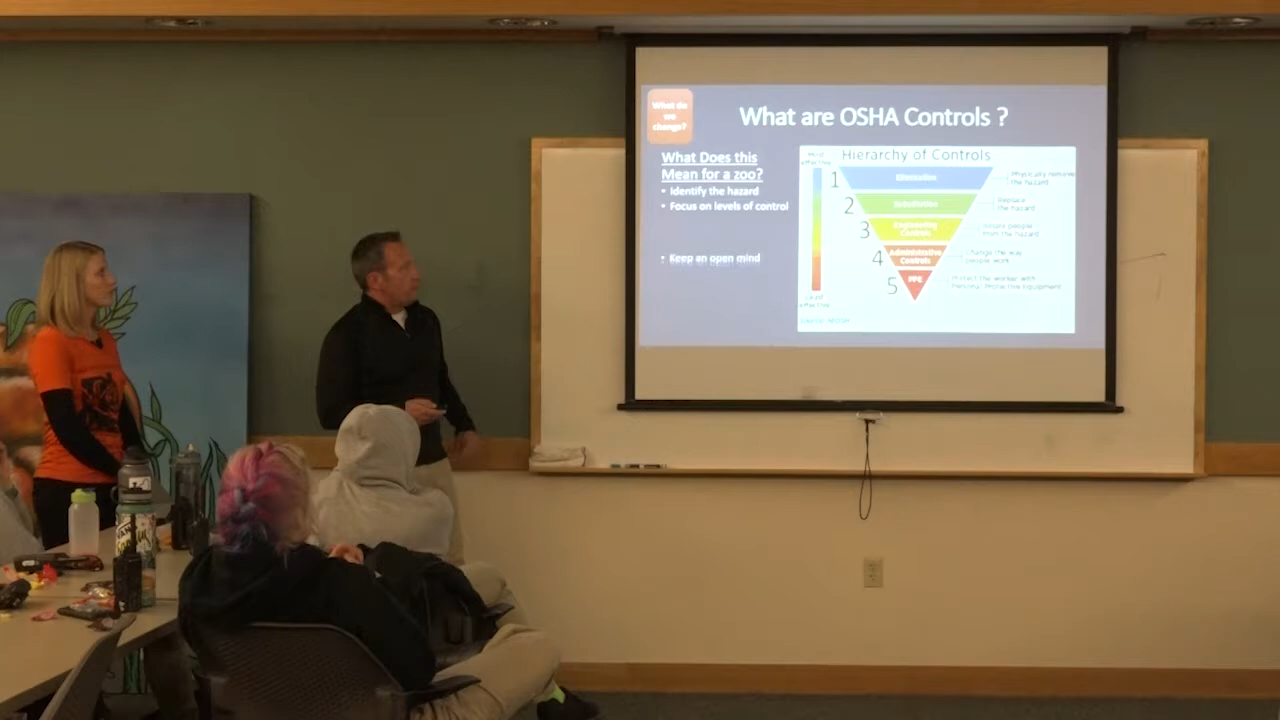 What do
we
change?
What are OSHA Controls ?
What Does this
Mean for a zoo?
• Identify the hazard
• Focus on levels of control
• Keep an open mind
Hierarchy of Controls
Most
effective
1
Elimination
Physically remove
the hazard
2
Substitution
Replace
the hazard
3
Engineering
Controls
Isolate people
from the hazard
4
Administrative
Controls
Change the way
people work
5
PPE
Protect the worker with
Personal Protective Equipment
Least
effective